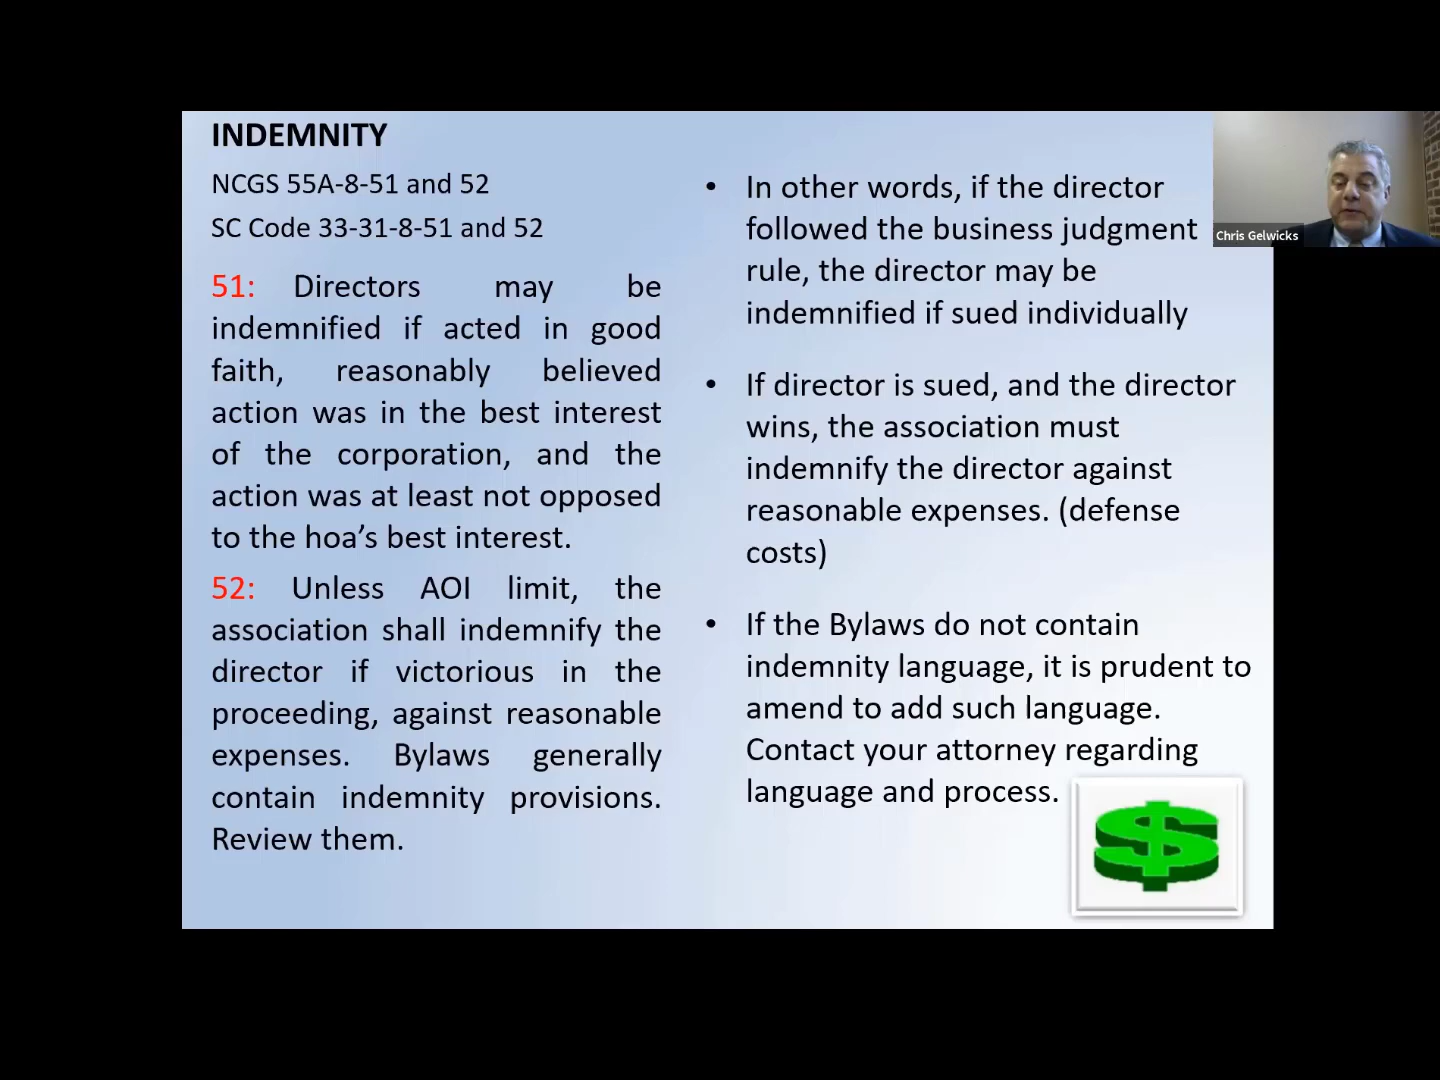 INDEMNITY
NCGS 55A-8-51 and 52
SC Code 33-31-8-51 and 52
51: Directors may be
indemnified if acted in good
faith, reasonably believed
action was in the best interest
of the corporation, and the
action was at least not opposed
to the hoa's best interest.
52: Unless AOI limit, the
association shall indemnify the
director if victorious in the
proceeding, against reasonable
expenses. Bylaws generally
contain indemnity provisions.
Review them.
• In other words, if the director
followed the business judgment
rule, the director may be
indemnified if sued individually
• If director is sued, and the director
wins, the association must
indemnify the director against
reasonable expenses. (defense
costs)
• If the Bylaws do not contain
indemnity language, it is prudent to
amend to add such language.
Contact your attorney regarding
language and process.
$
Chris Gelwicks